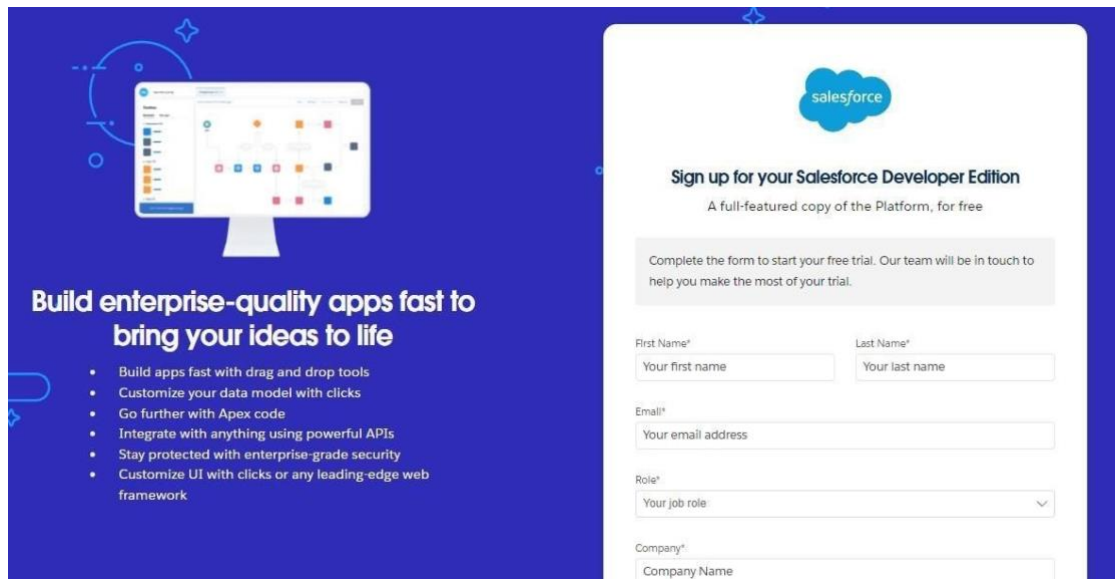 Build enterprise-quality apps fast to
bring your ideas to life
Build apps fast with drag and drop tools
Customize your data model with clicks
Go further with Apex code
Integrate with anything using powerful APIs
Stay protected with enterprise-grade security
Customize UI with clicks or any leading-edge web
framework
salesforce
Sign up for your Salesforce Developer Edition
A full-featured copy of the Platform, for free
Complete the form to start your free trial. Our team will be in touch to
help you make the most of your trial.
First Name* Last Name*
Your first name Your last name
Email*
Your email address
Role*
Your job role
Company*
Company Name